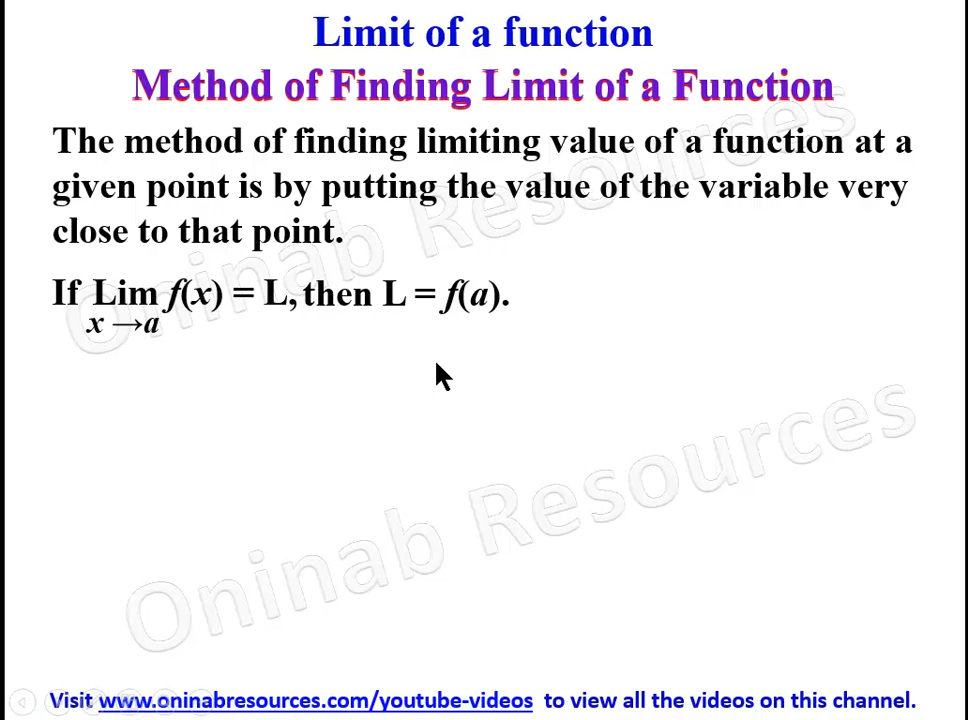 Limit of a function
Method of Finding Limit of a Function
The method of finding limiting value of a function at a
given point is by putting the value of the variable very
close to that point.
If Lim f(x) = L, then L = f(a).
x →a
Oninab Resources
Oninab Resources
Visit www.oninabresources.com/youtube-videos to view all the videos on this channel.